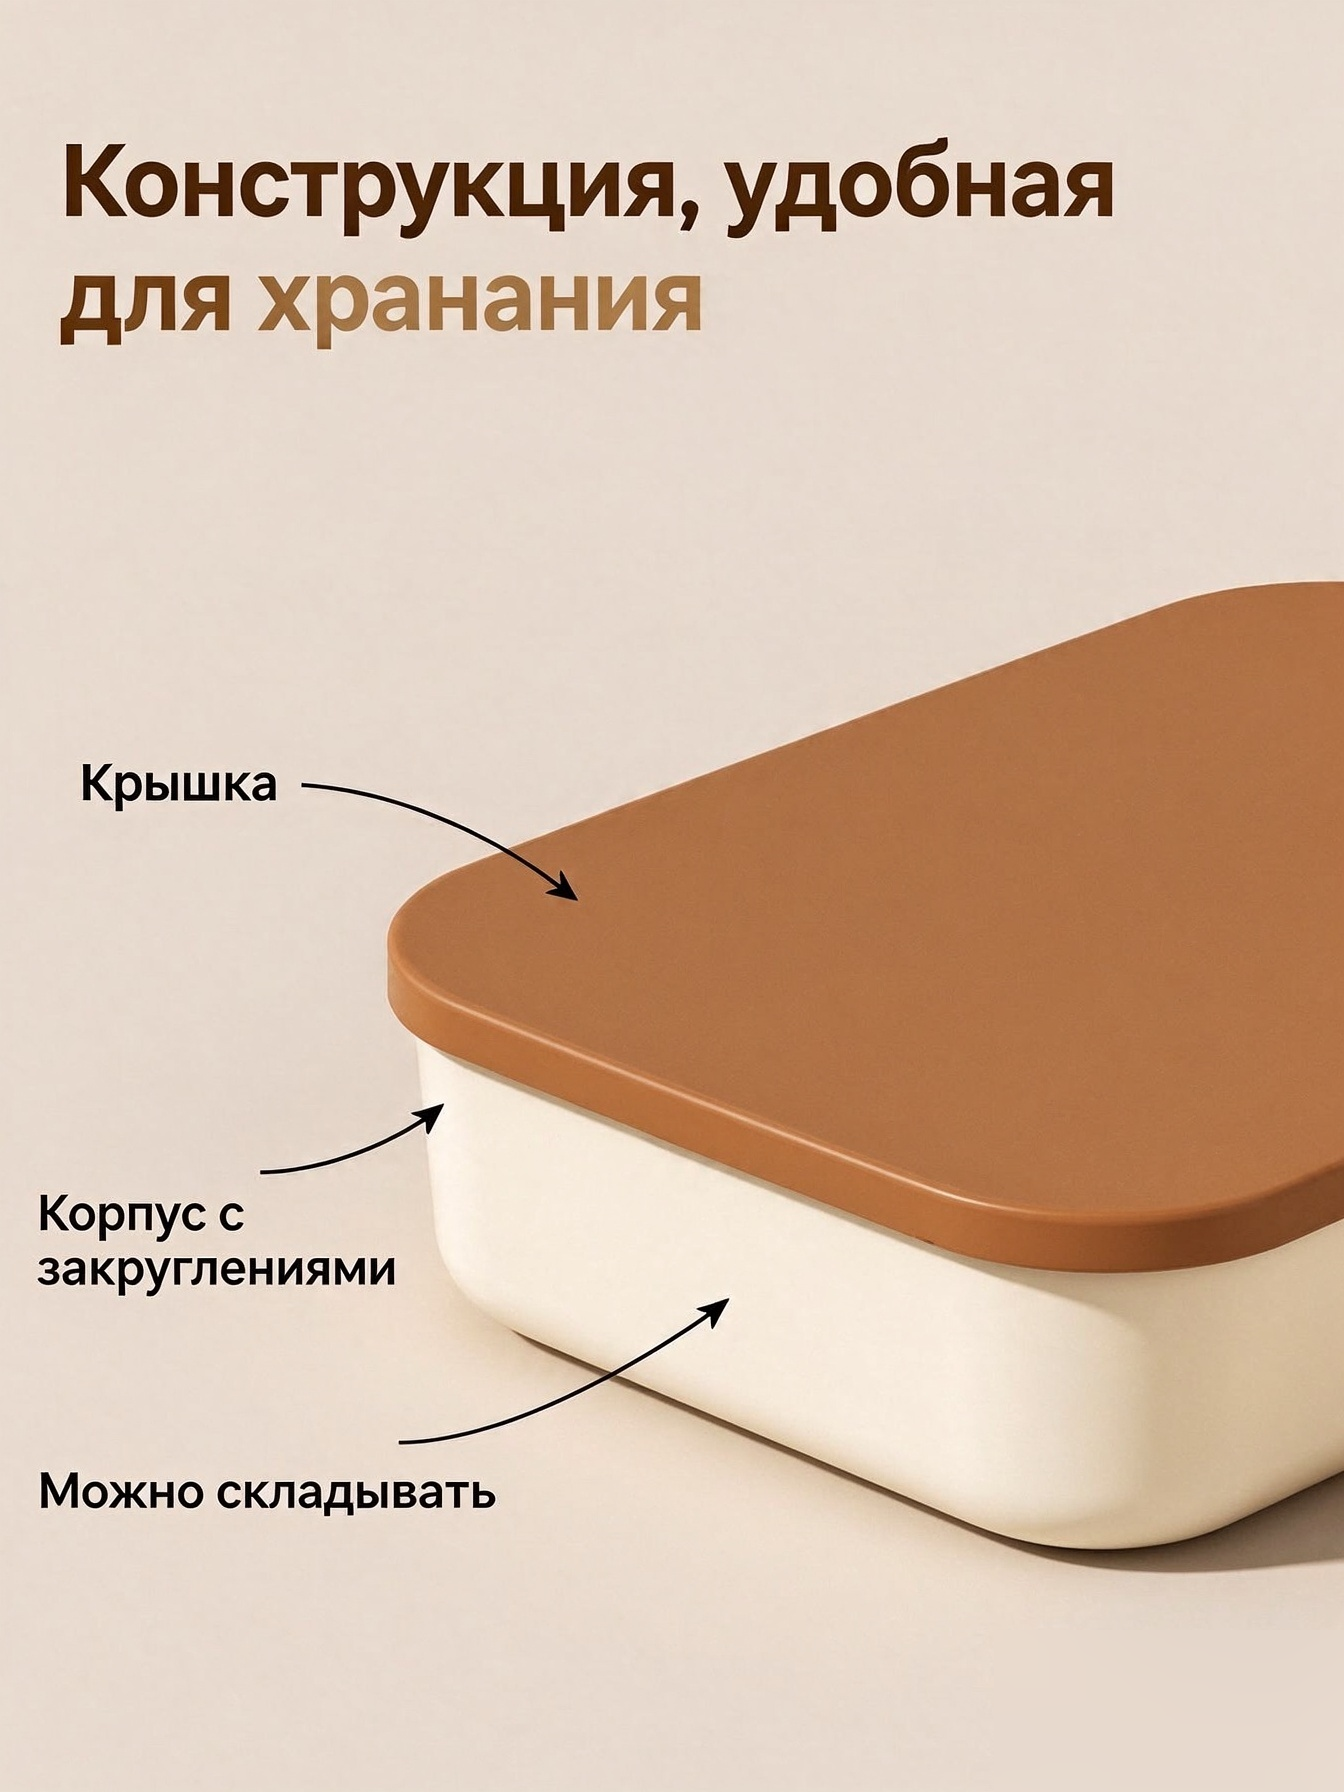 Конструкция, удобная
для хранания
Крышка
Корпус с
закруглениями
Можно складывать